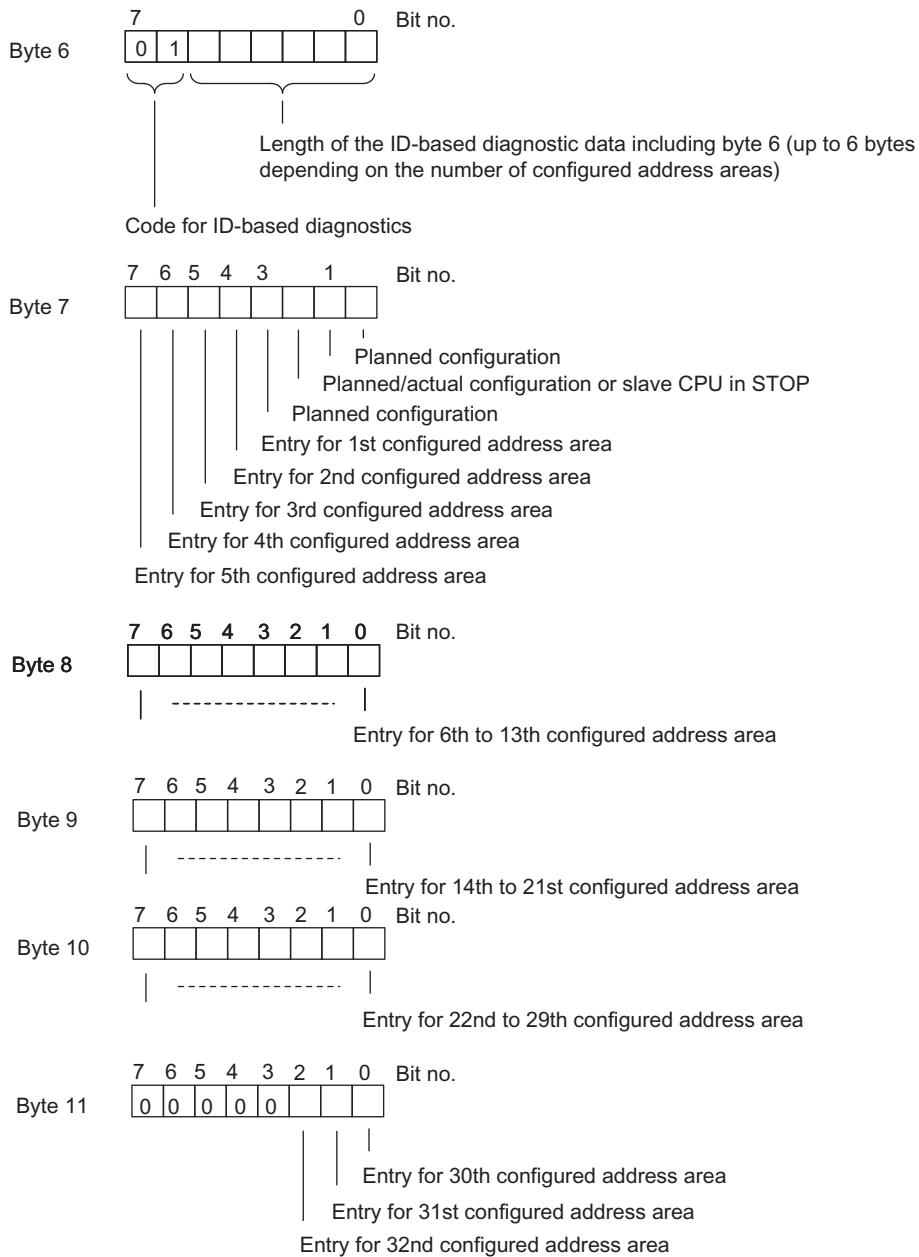 7 0 Bit no.
Byte 6 0 1
Length of the ID-based diagnostic data including byte 6 (up to 6 bytes
depending on the number of configured address areas)
Code for ID-based diagnostics
7 6 5 4 3 1 Bit no.
Byte 7
Planned configuration
Planned/actual configuration or slave CPU in STOP
Planned configuration
Entry for 1st configured address area
Entry for 2nd configured address area
Entry for 3rd configured address area
Entry for 4th configured address area
Entry for 5th configured address area
7 6 5 4 3 2 1 0 Bit no.
Byte 8
Entry for 6th to 13th configured address area
7 6 5 4 3 2 1 0 Bit no.
Byte 9
Entry for 14th to 21st configured address area
7 6 5 4 3 2 1 0 Bit no.
Byte 10
Entry for 22nd to 29th configured address area
7 6 5 4 3 2 1 0 Bit no.
Byte 11 0 0 0 0 0
Entry for 30th configured address area
Entry for 31st configured address area
Entry for 32nd configured address area